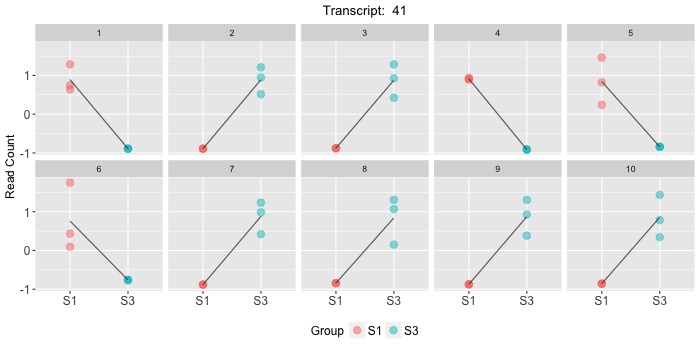 Transcript: 41
1 2 3 4 5
Read Count
1
0
-1
6 7 8 9 10
1
0
-1
S1 S3 S1 S3 S1 S3 S1 S3 S1 S3
Group S1 S3